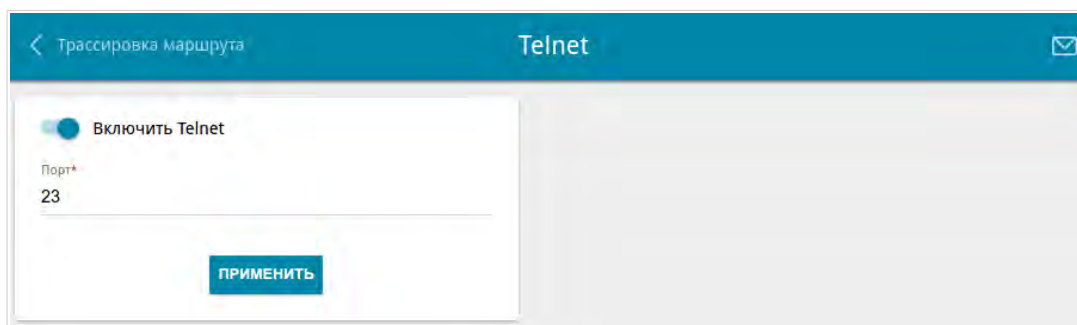 Трассировка маршрута
Telnet
Включить Telnet
Порт*
23
ПРИМЕНИТЬ